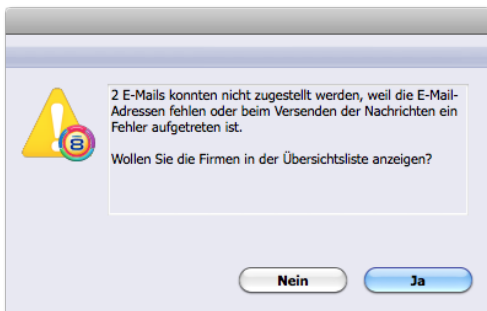 2 E-Mails konnten nicht zugestellt werden, weil die E-Mail-
Adressen fehlen oder beim Versenden der Nachrichten ein
Fehler aufgetreten ist.
Wollen Sie die Firmen in der Übersichtsliste anzeigen?
8
Nein
Ja